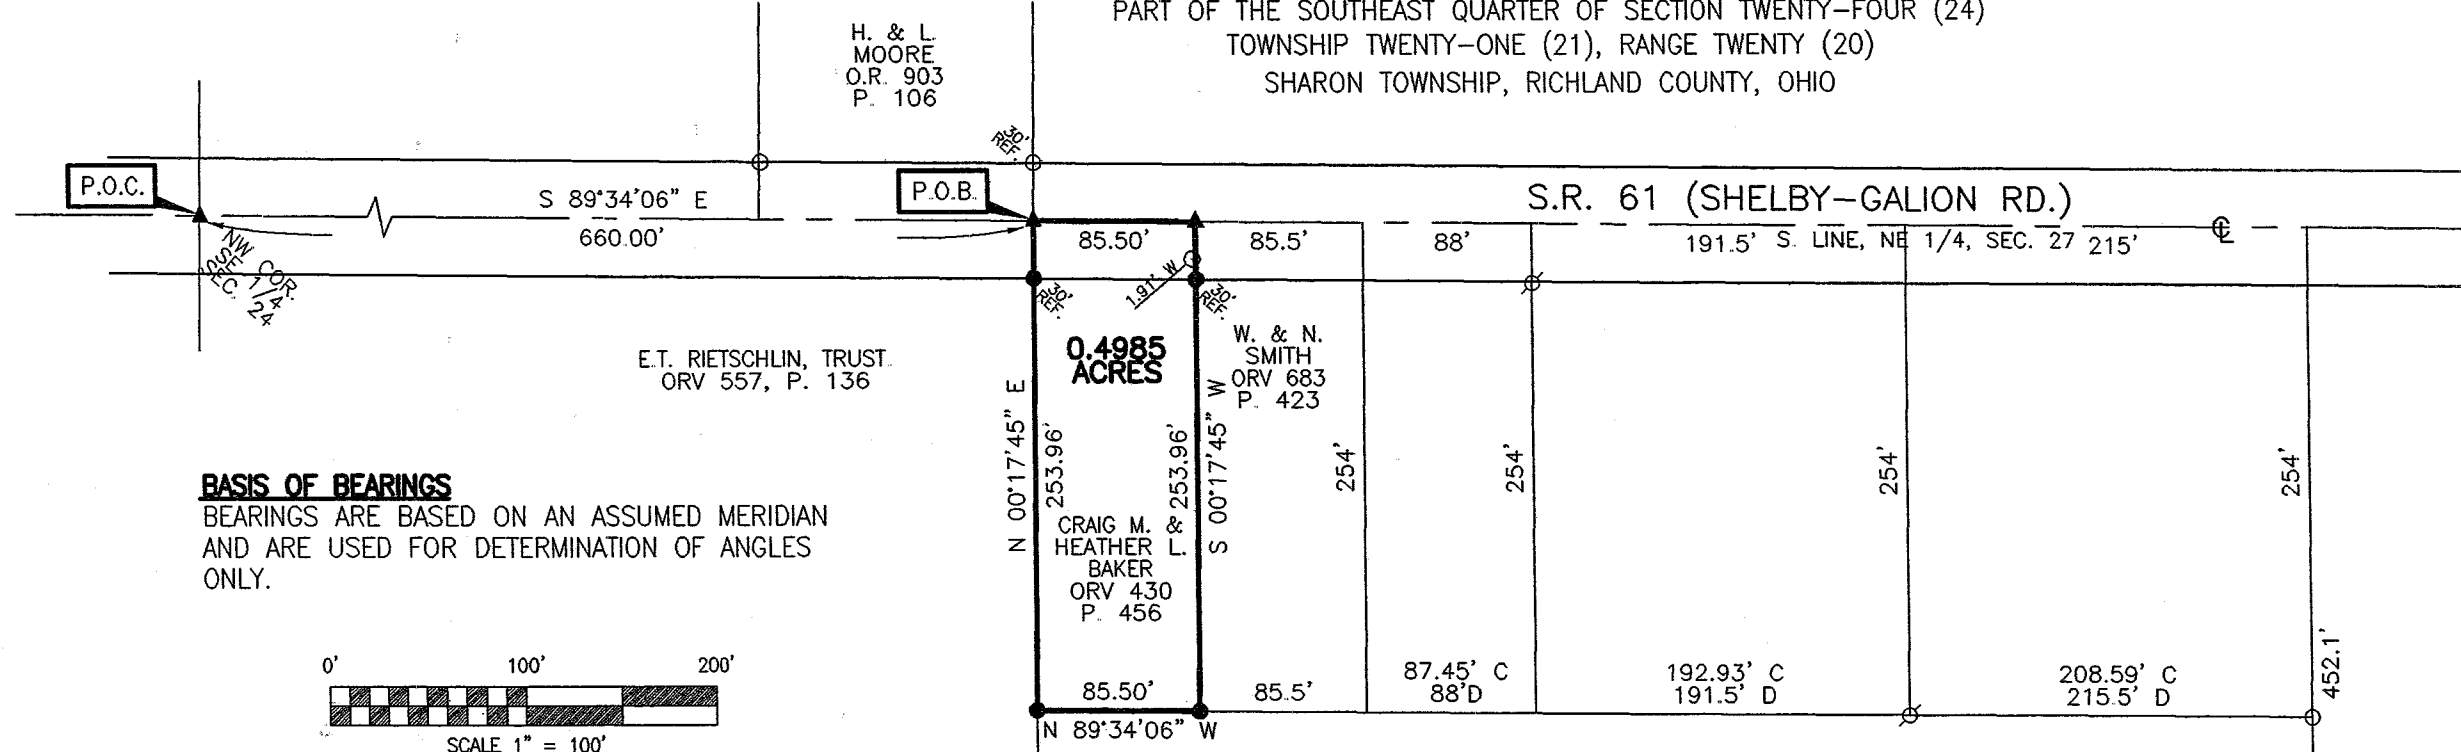 PART OF THE SOUTHEAST QUARTER OF SECTION TWENTY-FOUR (24)
TOWNSHIP TWENTY-ONE (21), RANGE TWENTY (20)
SHARON TOWNSHIP, RICHLAND COUNTY, OHIO
H. & L.
MOORE
O.R. 903
P. 106
30'
REF.
P.O.C.
S 89°34'06" E
660.00'
P.O.B.
S.R. 61 (SHELBY-GALION RD.)
85.50'
85.5'
88'
191.5'
S. LINE, NE 1/4, SEC. 27
215'
℄
NW COR.
SE 1/4
SEC. 24
1.91' W
30'
REF.
30'
REF.
E.T. RIETSCHLIN, TRUST
ORV 557, P. 136
0.4985
ACRES
W. & N.
SMITH
ORV 683
P. 423
N 00°17'45" E
253.96'
253.96'
S 00°17'45" W
254'
254'
254'
254'
CRAIG M. &
HEATHER L.
BAKER
ORV 430
P. 456
BASIS OF BEARINGS
BEARINGS ARE BASED ON AN ASSUMED MERIDIAN
AND ARE USED FOR DETERMINATION OF ANGLES
ONLY.
0' 100' 200'
SCALE 1" = 100'
85.50'
N 89°34'06" W
85.5'
87.45' C
88'D
192.93' C
191.5' D
208.59' C
215.5' D
452.1'